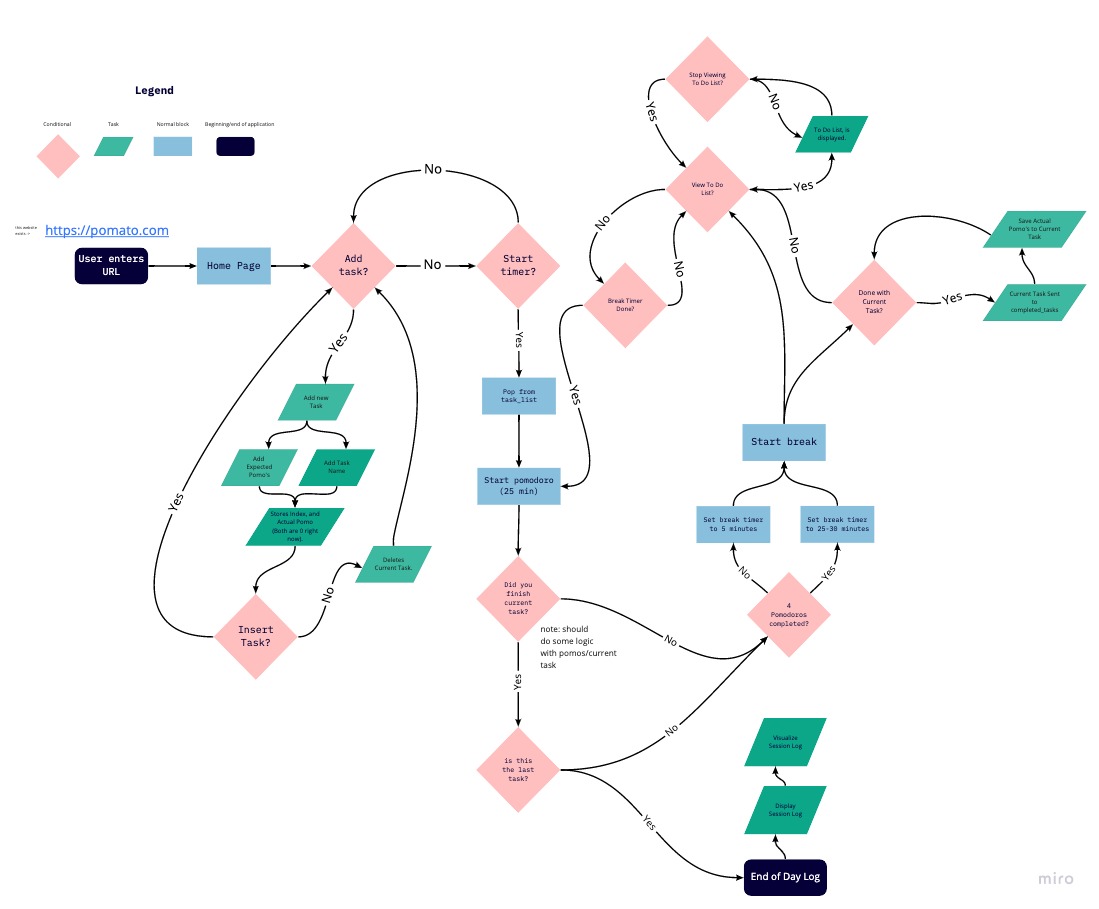 Legend
Conditional
Task
Normal block
Beginning/end of application
this website
exists ->
https://pomato.com
User enters
URL
Home Page
Add
task?
No
No
Start
timer?
Yes
Yes
Add new
Task
Add
Expected
Pomo's
Add Task
Name
Stores Index, and
Actual Pomo
(Both are 0 right
now).
Insert
Task?
Yes
No
Deletes
Current Task.
Pop from
task_list
Start pomodoro
(25 min)
Did you
finish
current
task?
note: should
do some logic
with pomos/current
task
No
Yes
is this
the last
task?
No
Yes
End of Day Log
Display
Session Log
Visualize
Session Log
4
Pomodoros
completed?
No
Yes
Set break timer
to 5 minutes
Set break timer
to 25-30 minutes
Start break
Done with
Current
Task?
Yes
No
Current Task Sent
to
completed_tasks
Save Actual
Pomo's to Current
Task
View To Do
List?
Yes
No
To Do List, is
displayed.
Stop Viewing
To Do List?
No
Yes
Break Timer
Done?
No
Yes
miro